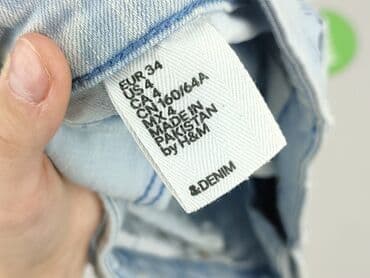 EUR 34
US 4
CA 4
CN 160/64A
MX 4
MADE IN
PAKISTAN
by H&M
&DENIM